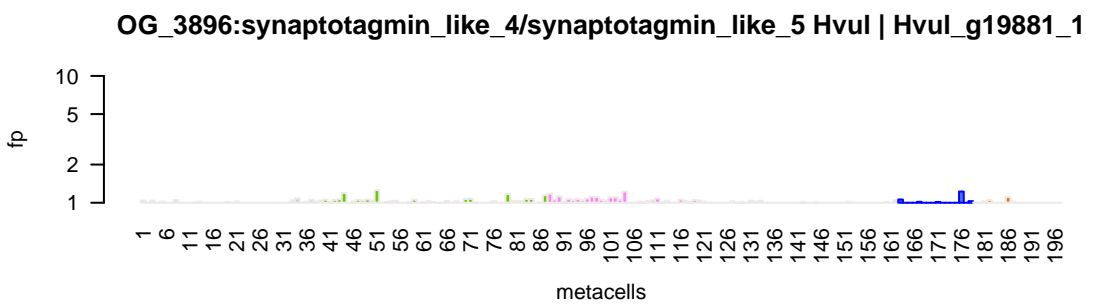 OG_3896:synaptotagmin_like_4/synaptotagmin_like_5 Hvul | Hvul_g19881_1
10
5
2
1
fp
1 6 11 16 21 26 31 36 41 46 51 56 61 66 71 76 81 86 91 96 101 106 111 116 121 126 131 136 141 146 151 156 161 166 171 176 181 186 191 196
metacells